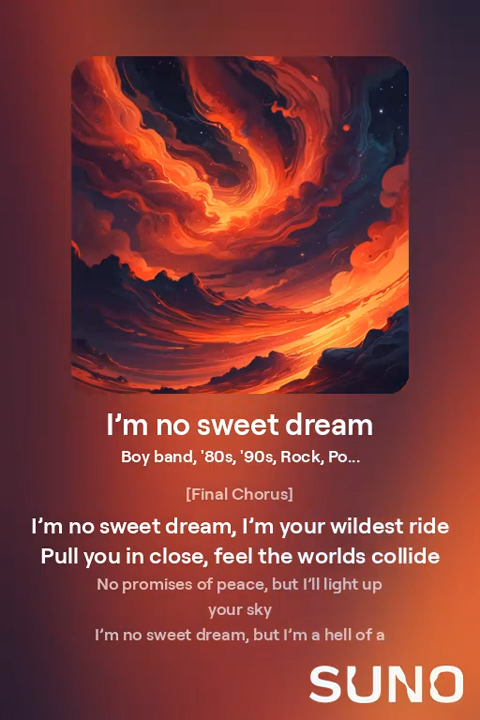 I’m no sweet dream
Boy band, '80s, '90s, Rock, Po...
[Final Chorus]
I’m no sweet dream, I’m your wildest ride
Pull you in close, feel the worlds collide
No promises of peace, but I’ll light up
your sky
I’m no sweet dream, but I’m a hell of a
SUNO